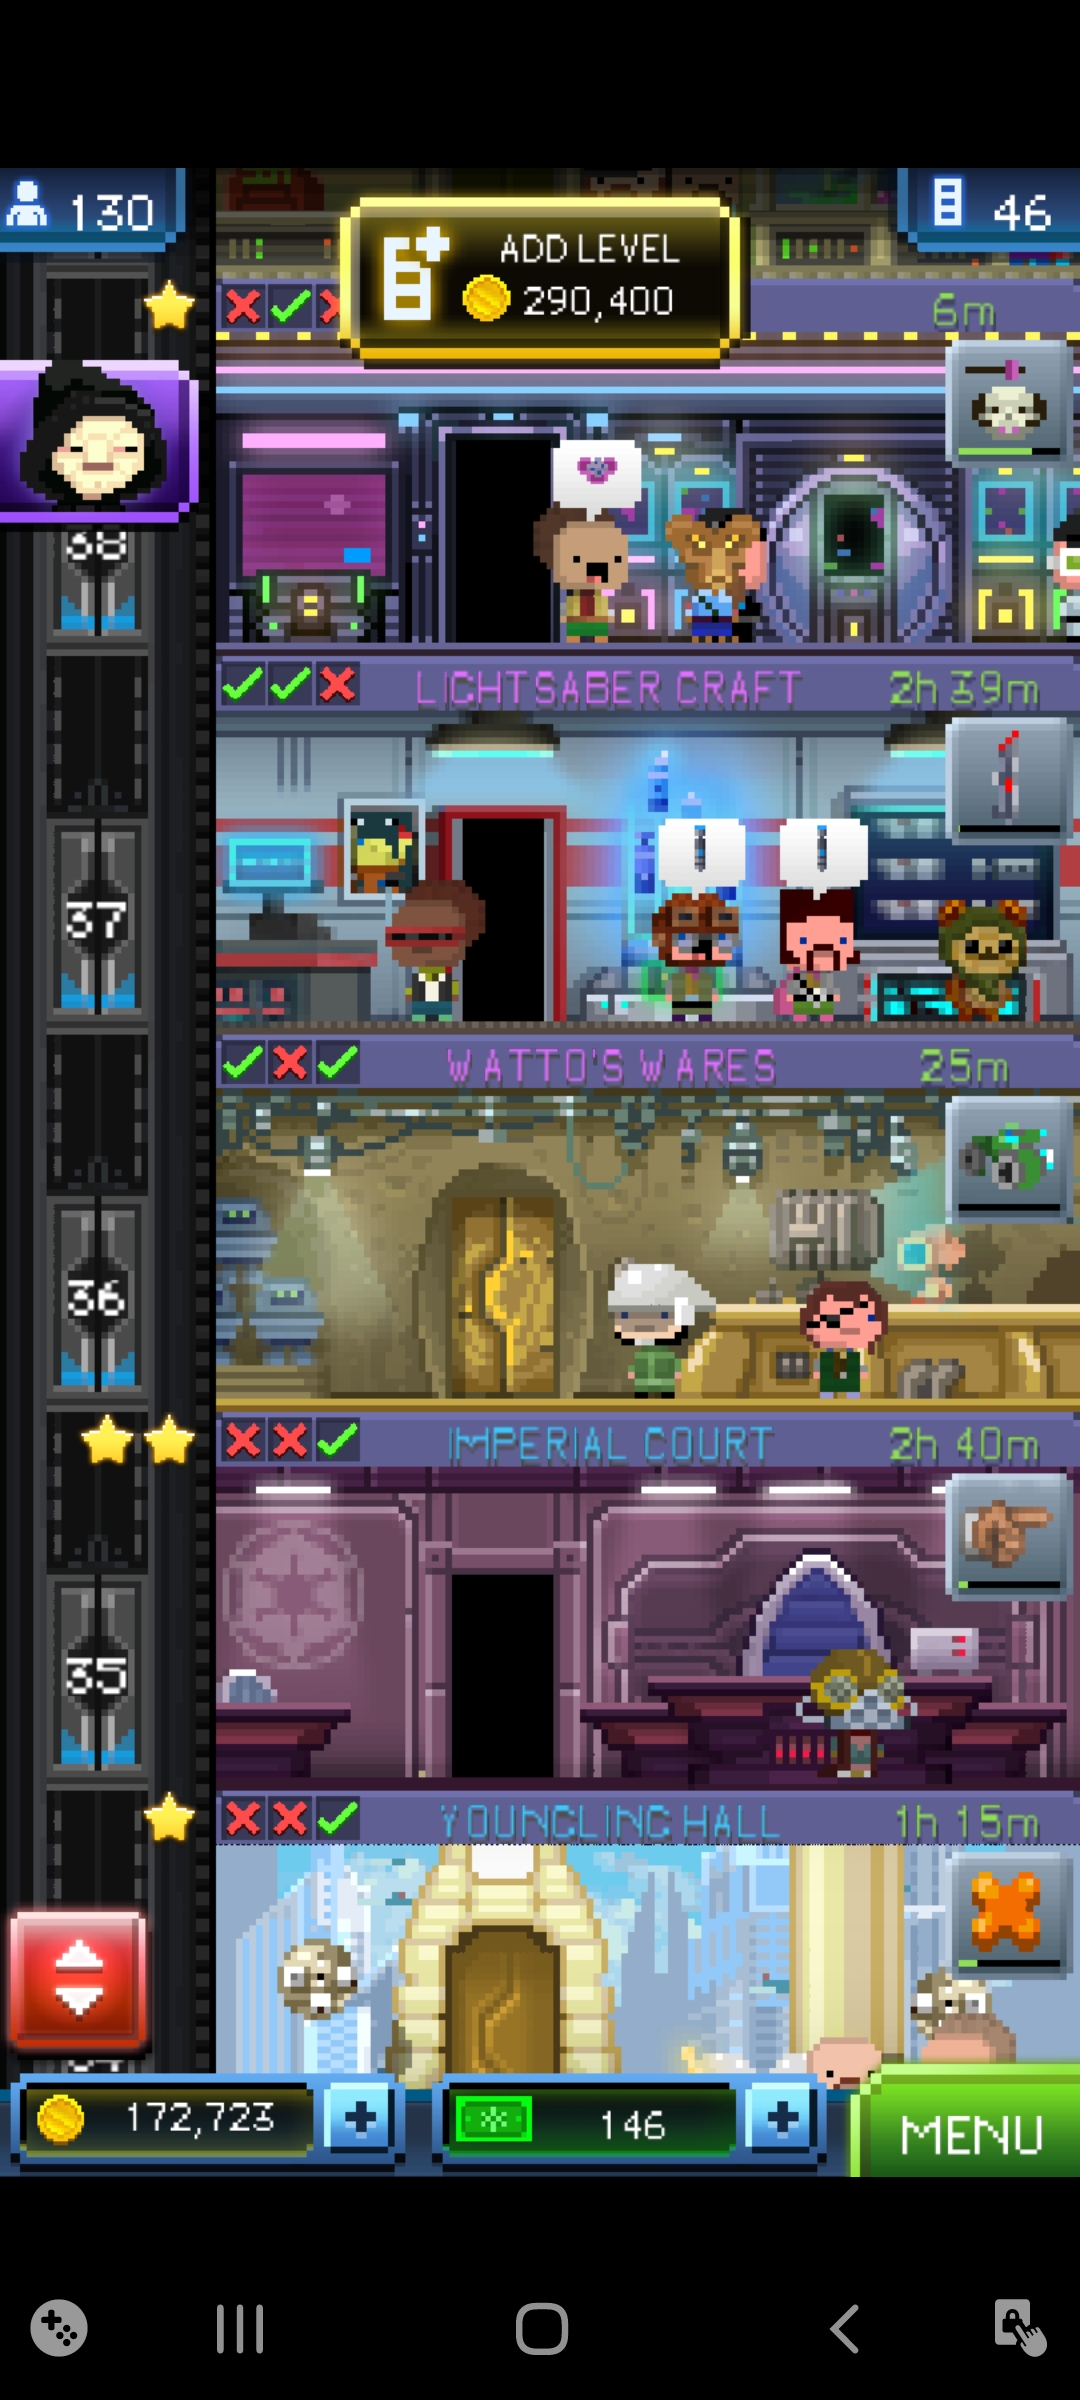 130
ADD LEVEL
290,400
46
6m
38
LIGHTSABER CRAFT 2h 39m
37
WATTO'S WARES 25m
36
IMPERIAL COURT 2h 40m
35
YOUNGLING HALL 1h 15m
172,723
146
MENU